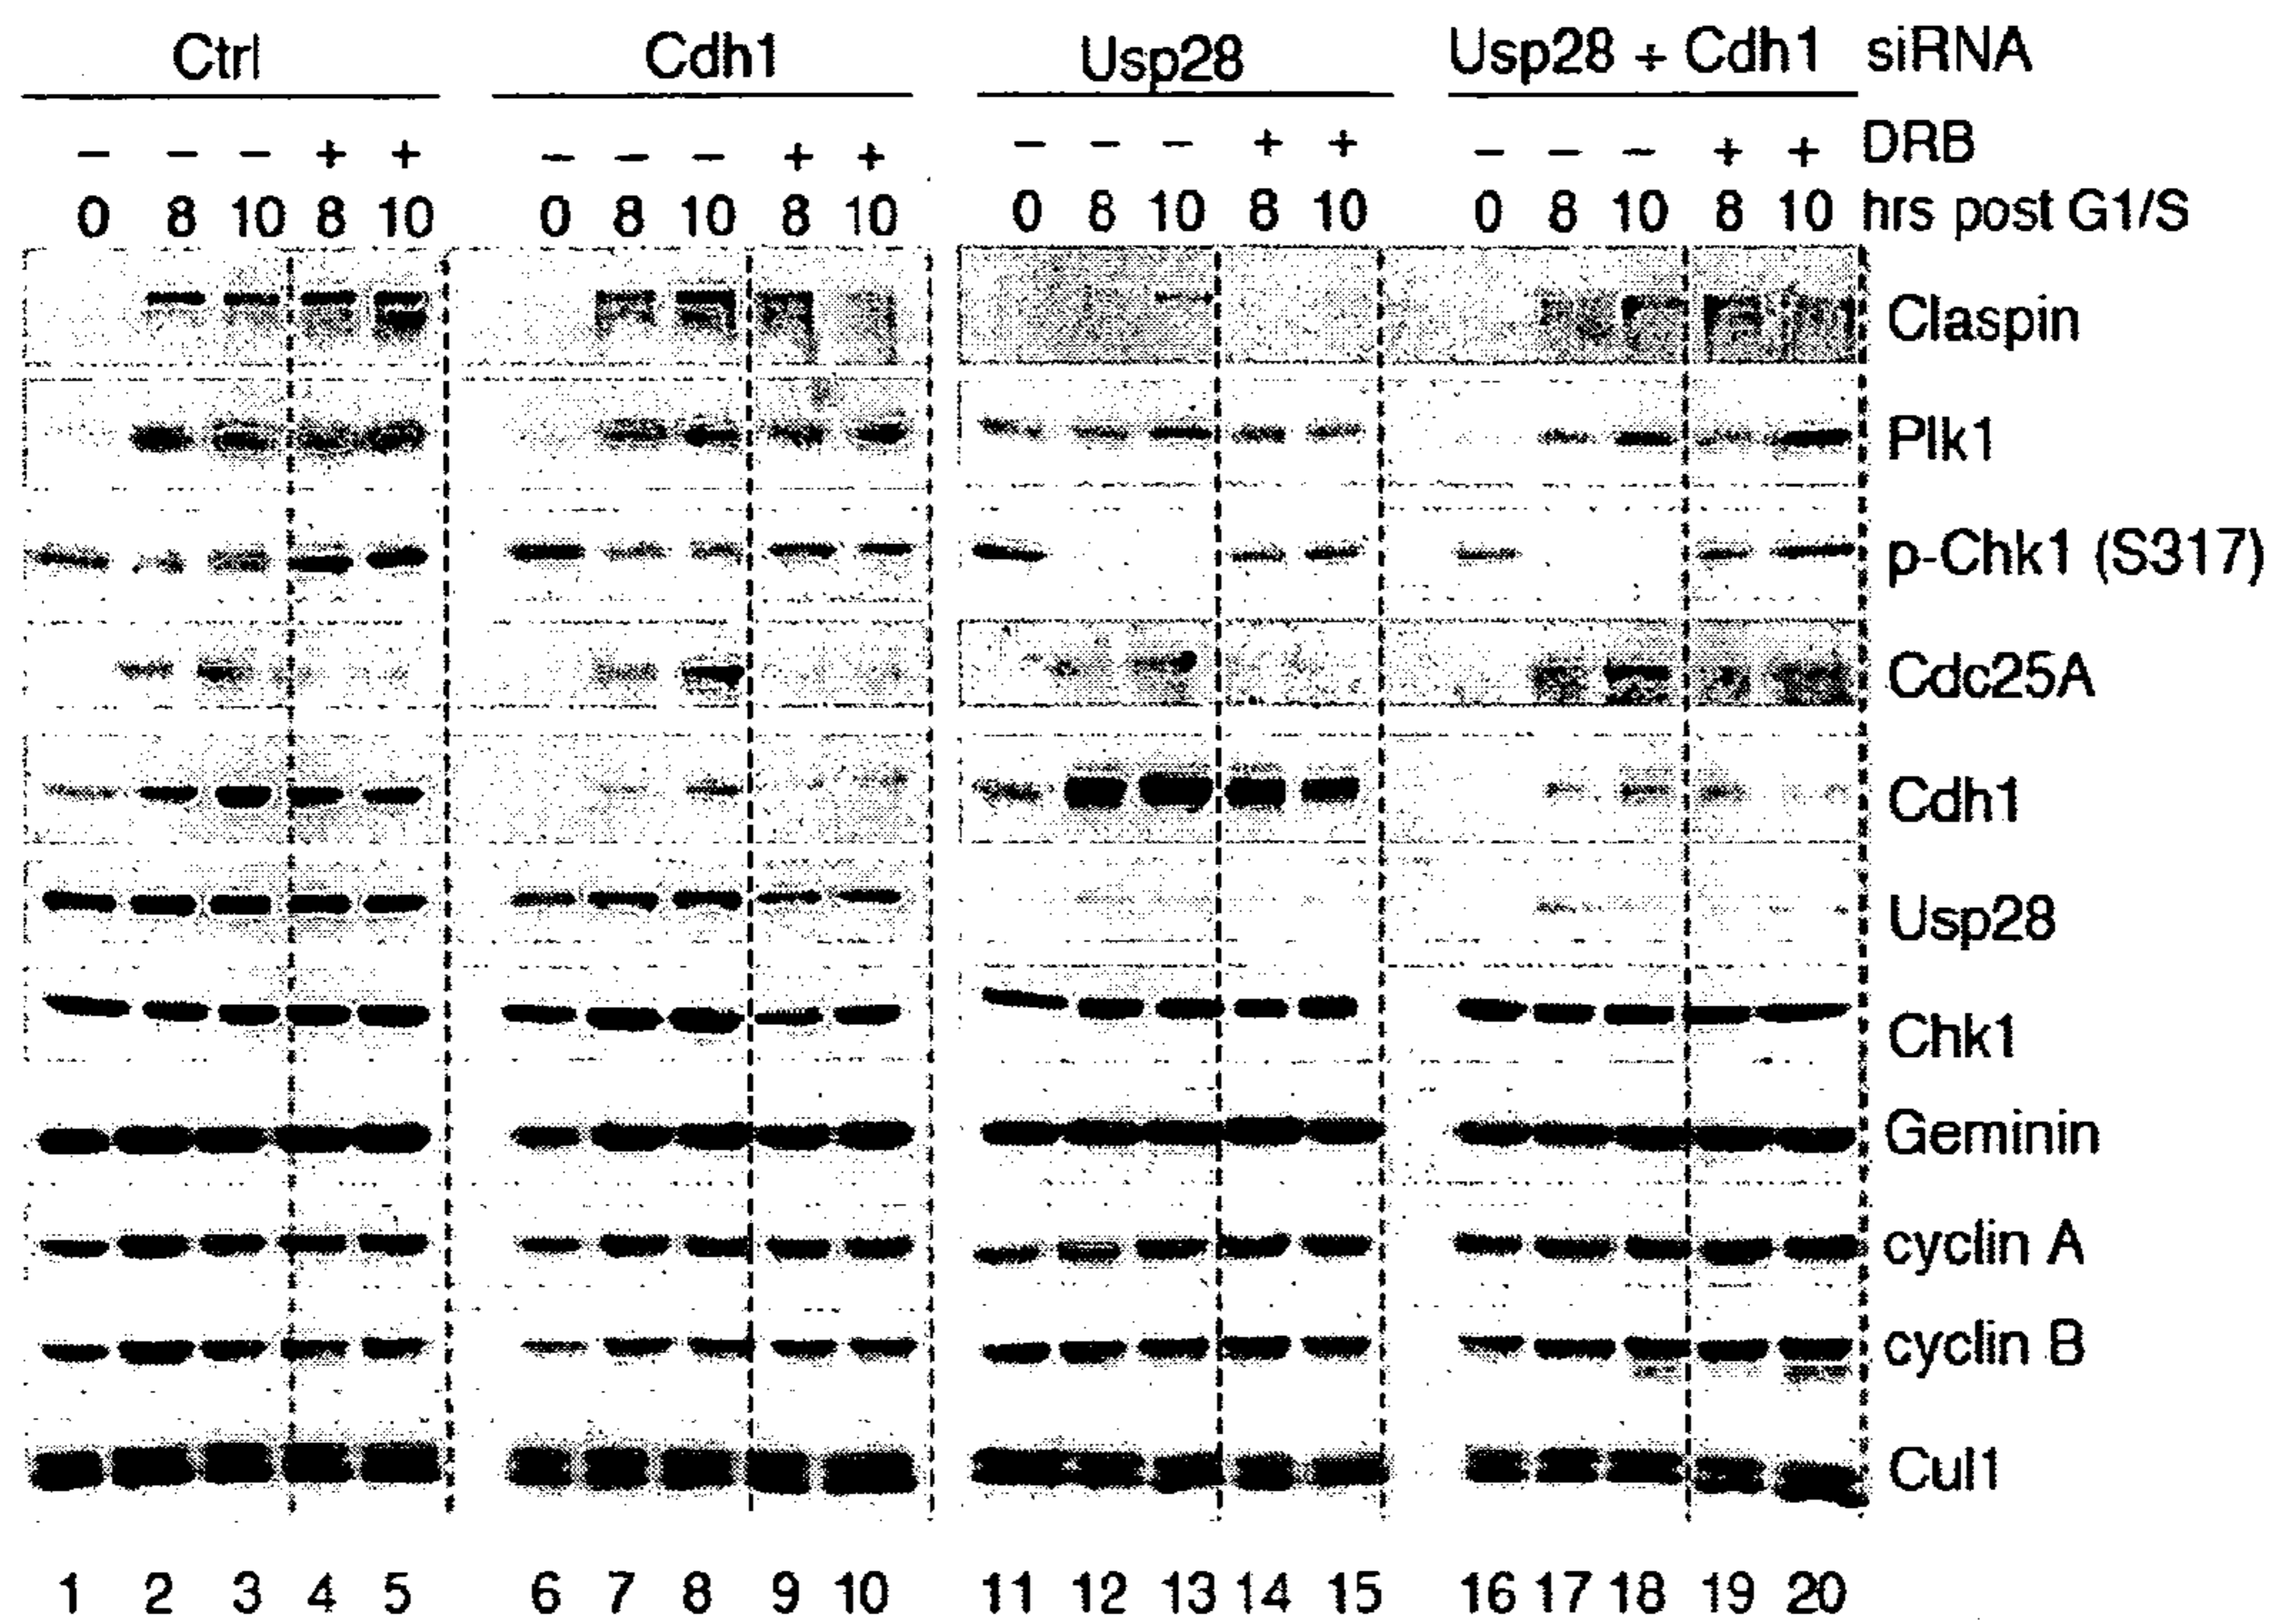 Ctrl Cdh1 Usp28 Usp28 + Cdh1 siRNA
– – – + + – – – + + – – – + + – – – + + DRB
0 8 10 8 10 0 8 10 8 10 0 8 10 8 10 0 8 10 8 10 hrs post G1/S
Claspin
Plk1
p-Chk1 (S317)
Cdc25A
Cdh1
Usp28
Chk1
Geminin
cyclin A
cyclin B
Cul1
1 2 3 4 5 6 7 8 9 10 11 12 13 14 15 16 17 18 19 20